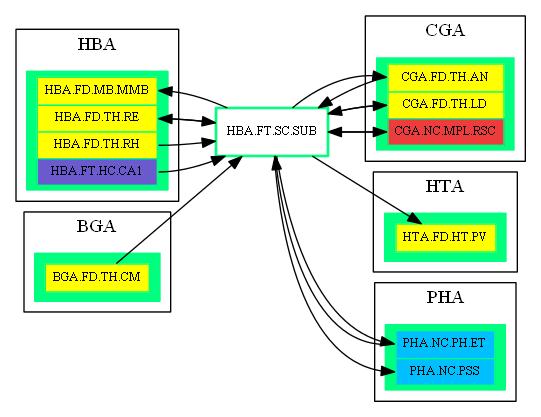 HBA
HBA.FD.MB.MMB
HBA.FD.TH.RE
HBA.FD.TH.RH
HBA.FT.HC.CA1
BGA
BGA.FD.TH.CM
HBA.FT.SC.SUB
CGA
CGA.FD.TH.AN
CGA.FD.TH.LD
CGA.NC.MPL.RSC
HTA
HTA.FD.HT.PV
PHA
PHA.NC.PH.ET
PHA.NC.PSS